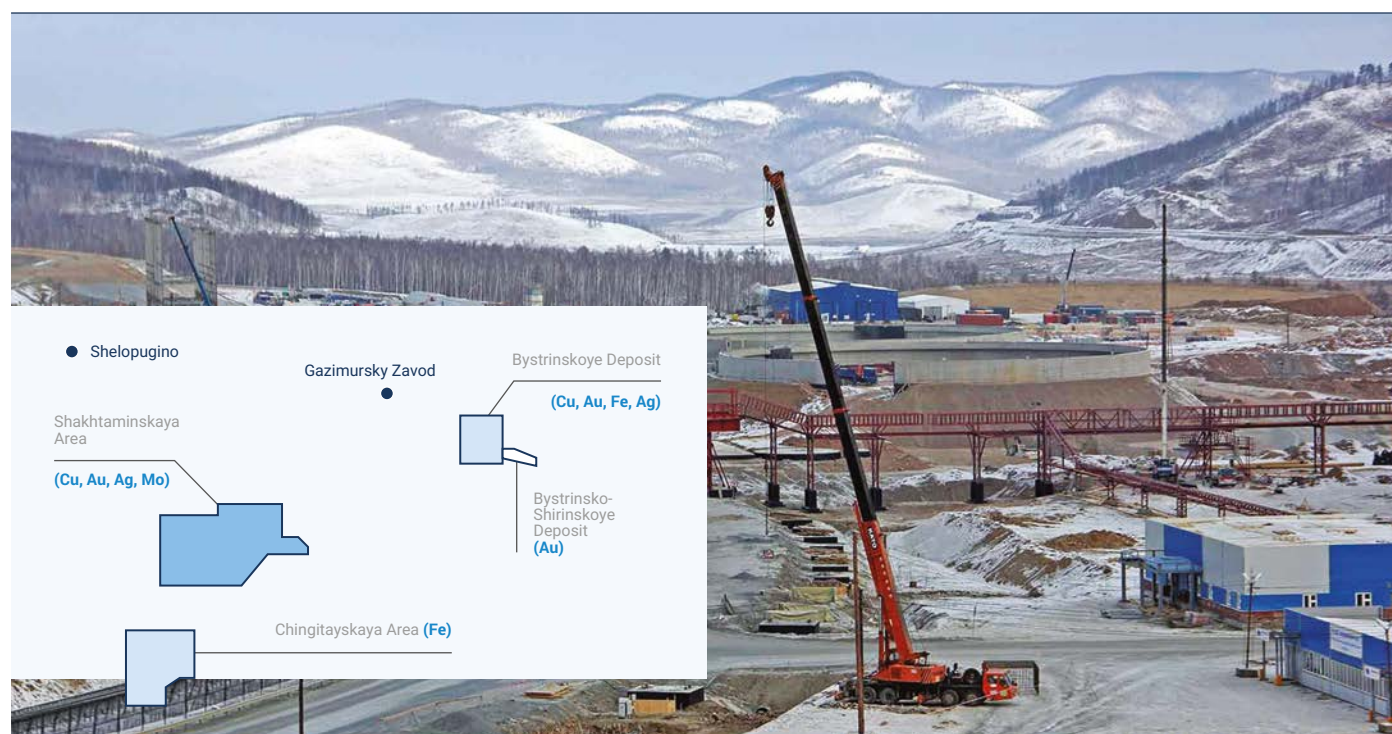 Shelopugino
Gazimursky Zavod
Bystrinskoye Deposit
(Cu, Au, Fe, Ag)
Shakhtaminskaya
Area
(Cu, Au, Ag, Mo)
Bystrinsko-
Shirinskoye
Deposit
(Au)
Chingitayskaya Area (Fe)
KATO